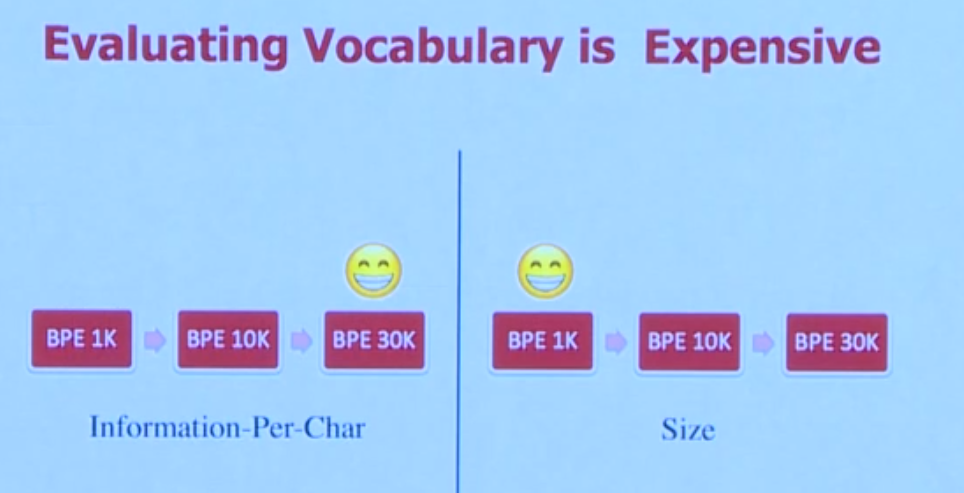 Evaluating Vocabulary is Expensive
BPE 1K BPE 10K BPE 30K
Information-Per-Char
BPE 1K BPE 10K BPE 30K
Size